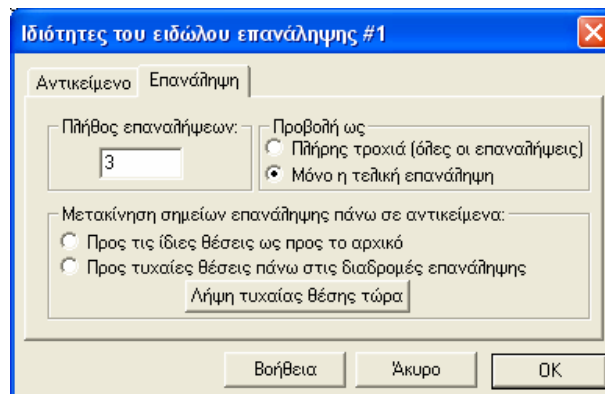 Ιδιότητες του ειδώλου επανάληψης #1
Αντικείμενο Επανάληψη
Πλήθος επαναλήψεων:
3
Προβολή ως
Πλήρης τροχιά (όλες οι επαναλήψεις)
Μόνο η τελική επανάληψη
Μετακίνηση σημείων επανάληψης πάνω σε αντικείμενα:
Προς τις ίδιες θέσεις ως προς το αρχικό
Προς τυχαίες θέσεις πάνω στις διαδρομές επανάληψης
Λήψη τυχαίας θέσης τώρα
Βοήθεια Άκυρο OK